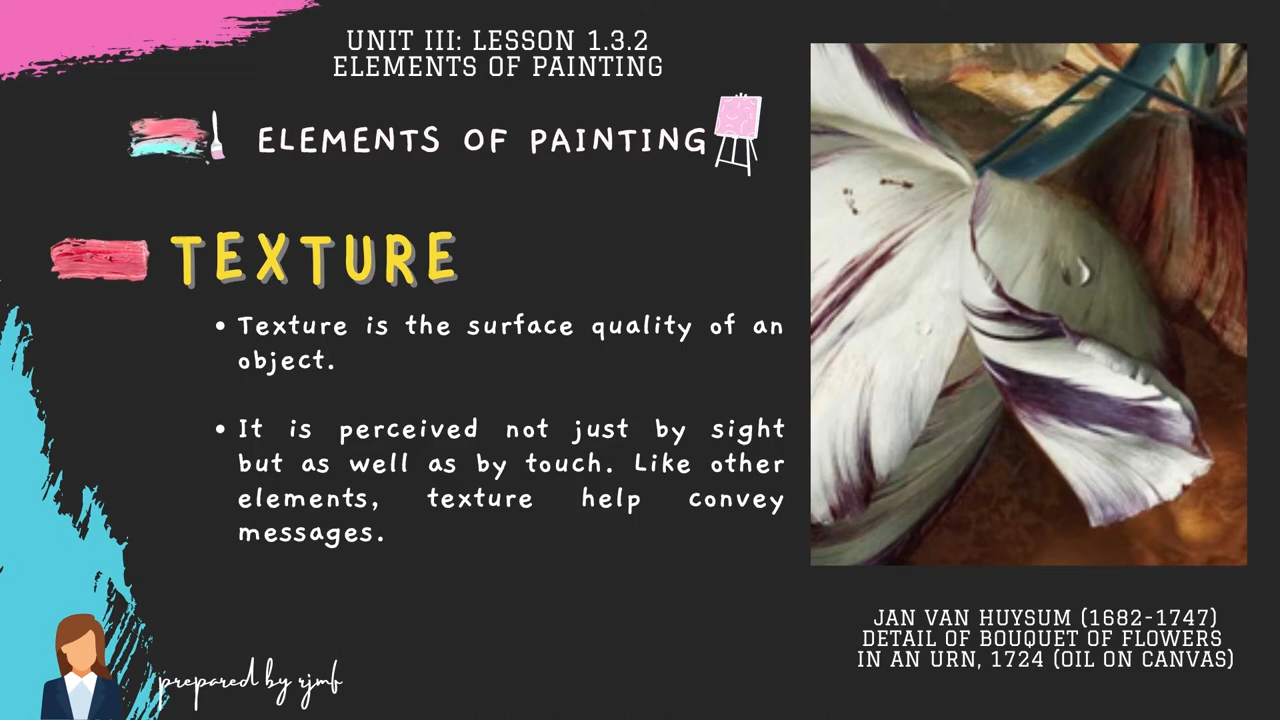 UNIT III: LESSON 1.3.2
ELEMENTS OF PAINTING
ELEMENTS OF PAINTING
TEXTURE
• Texture is the surface quality of an
object.
• It is perceived not just by sight
but as well as by touch. Like other
elements, texture help convey
messages.
JAN VAN HUYSUM (1682-1747)
DETAIL OF BOUQUET OF FLOWERS
IN AN URN, 1724 (OIL ON CANVAS)
prepared by rjmf